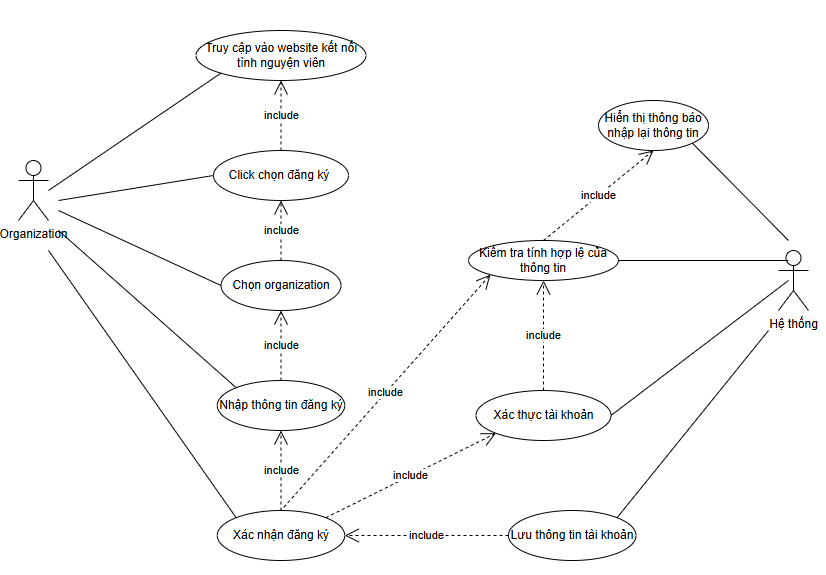 Truy cập vào website kết nối
tình nguyện viên
include
Click chọn đăng ký
include
Chọn organization
include
Nhập thông tin đăng ký
include
Xác nhận đăng ký
Organization
Hiển thị thông báo
nhập lại thông tin
include
Kiểm tra tính hợp lệ của
thông tin
include
include
Xác thực tài khoản
include
include
Lưu thông tin tài khoản
Hệ thống